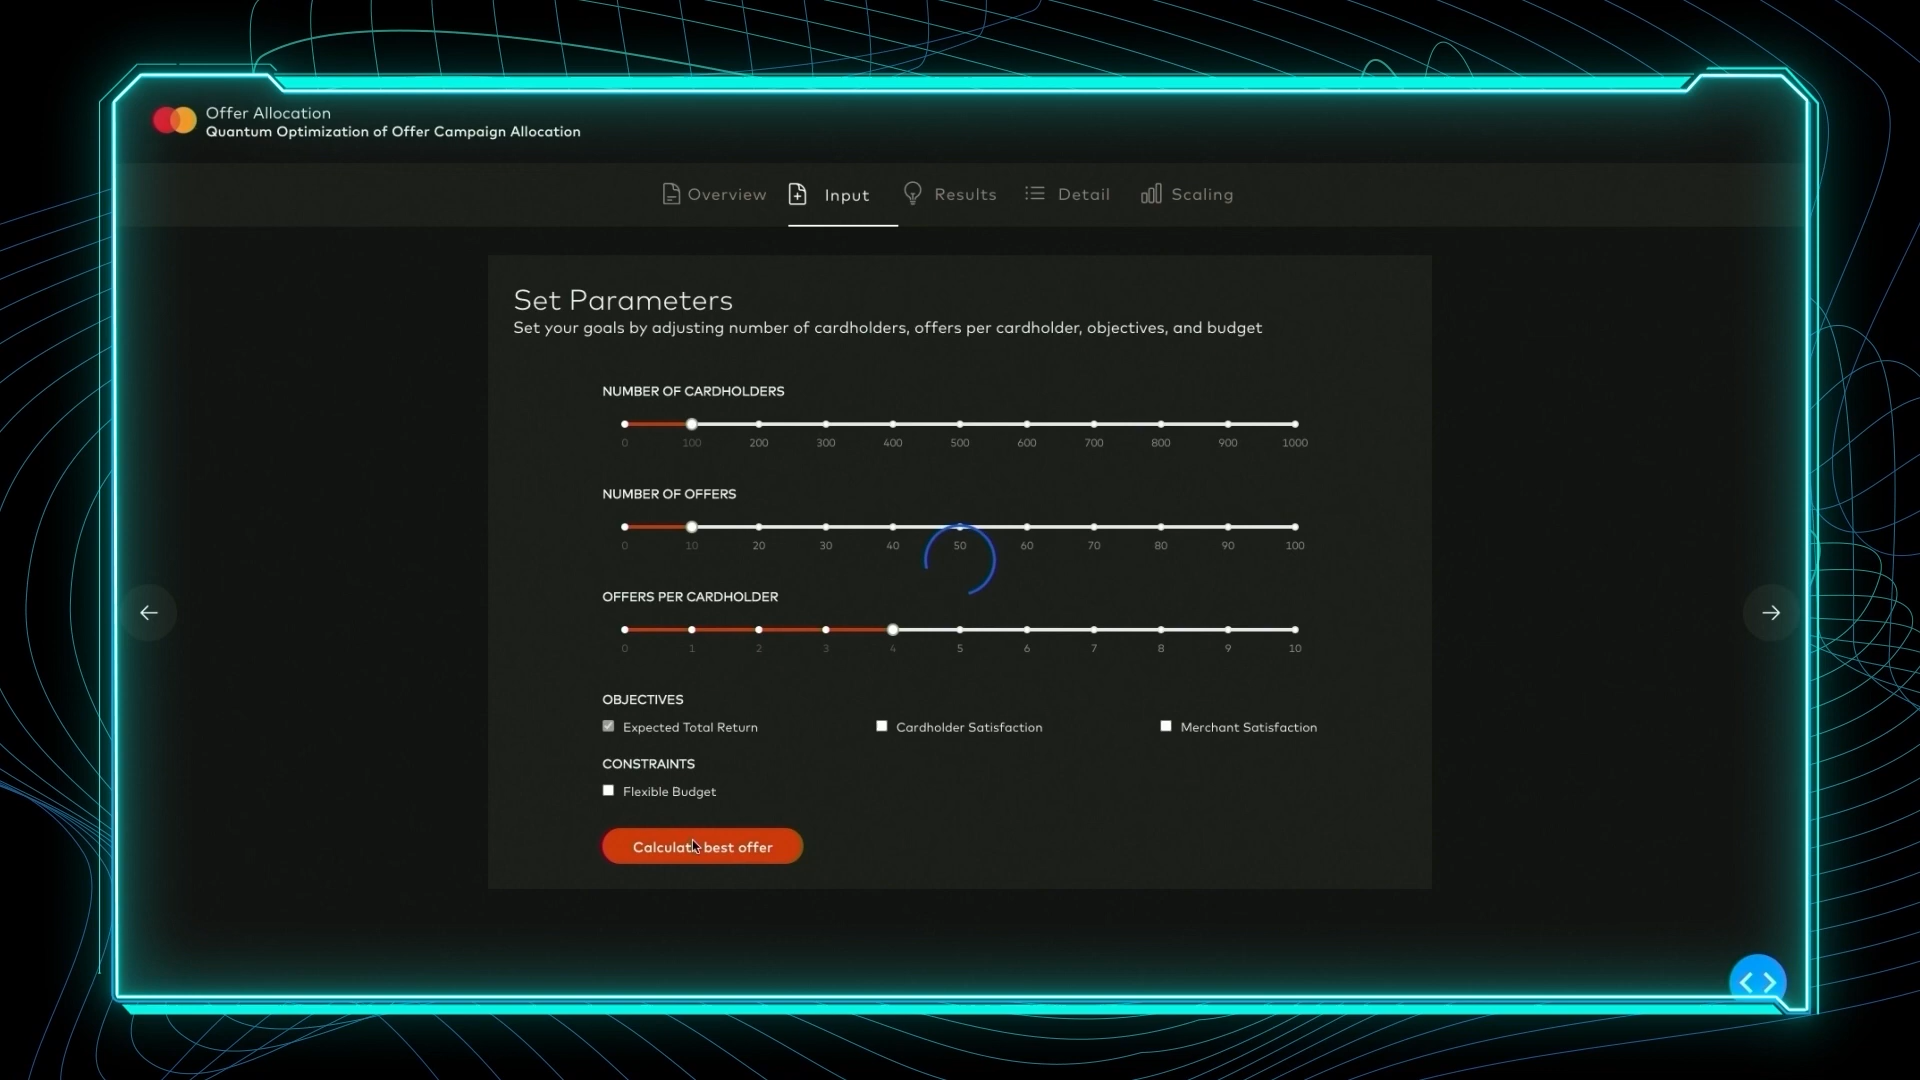 Offer Allocation
Quantum Optimization of Offer Campaign Allocation
Overview Input Results Detail Scaling
Set Parameters
Set your goals by adjusting number of cardholders, offers per cardholder, objectives, and budget
NUMBER OF CARDHOLDERS
0 100 200 300 400 500 600 700 800 900 1000
NUMBER OF OFFERS
0 10 20 30 40 50 60 70 80 90 100
OFFERS PER CARDHOLDER
0 1 2 3 4 5 6 7 8 9 10
OBJECTIVES
Expected Total Return Cardholder Satisfaction Merchant Satisfaction
CONSTRAINTS
Flexible Budget
Calculate best offer